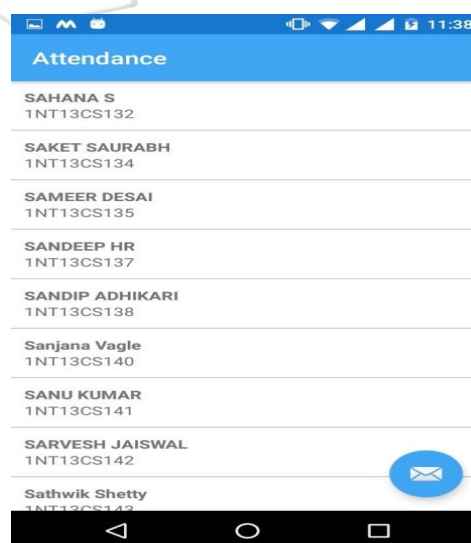 11:38
Attendance
SAHANA S
1NT13CS132
SAKET SAURABH
1NT13CS134
SAMEER DESAI
1NT13CS135
SANDEEP HR
1NT13CS137
SANDIP ADHIKARI
1NT13CS138
Sanjana Vagle
1NT13CS140
SANU KUMAR
1NT13CS141
SARVESH JAISWAL
1NT13CS142
Sathwik Shetty
1NT13CS143